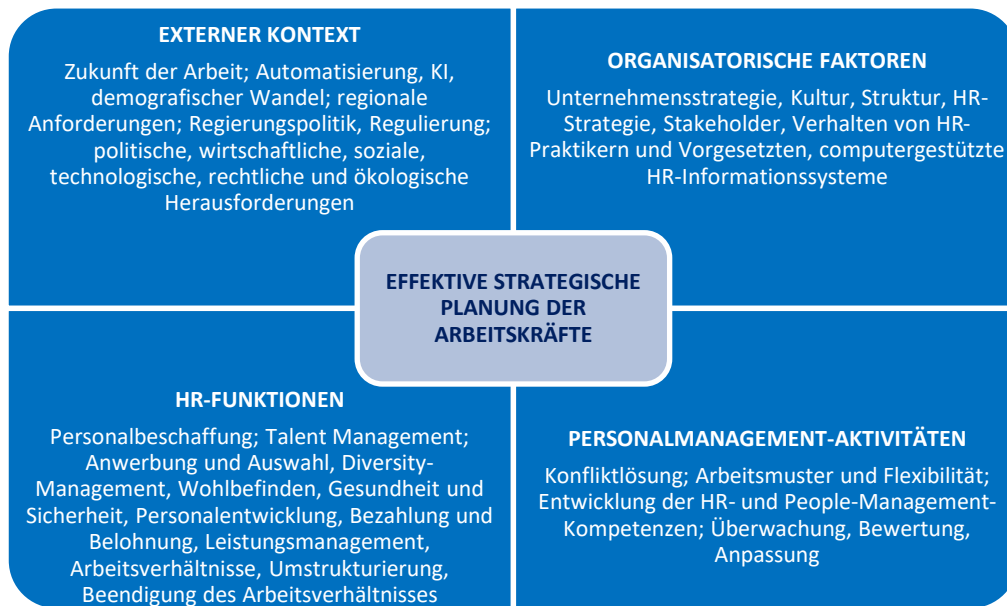 EXTERNER KONTEXT
Zukunft der Arbeit; Automatisierung, KI,
demografischer Wandel; regionale
Anforderungen; Regierungspolitik, Regulierung;
politische, wirtschaftliche, soziale,
technologische, rechtliche und ökologische
Herausforderungen
ORGANISATORISCHE FAKTOREN
Unternehmensstrategie, Kultur, Struktur, HR-
Strategie, Stakeholder, Verhalten von HR-
Praktikern und Vorgesetzten, computergestützte
HR-Informationssysteme
EFFEKTIVE STRATEGISCHE
PLANUNG DER
ARBEITSKRÄFTE
HR-FUNKTIONEN
Personalbeschaffung; Talent Management;
Anwerbung und Auswahl, Diversity-
Management, Wohlbefinden, Gesundheit und
Sicherheit, Personalentwicklung, Bezahlung und
Belohnung, Leistungsmanagement,
Arbeitsverhältnisse, Umstrukturierung,
Beendigung des Arbeitsverhältnisses
PERSONALMANAGEMENT-AKTIVITÄTEN
Konfliktlösung; Arbeitsmuster und Flexibilität;
Entwicklung der HR- und People-Management-
Kompetenzen; Überwachung, Bewertung,
Anpassung